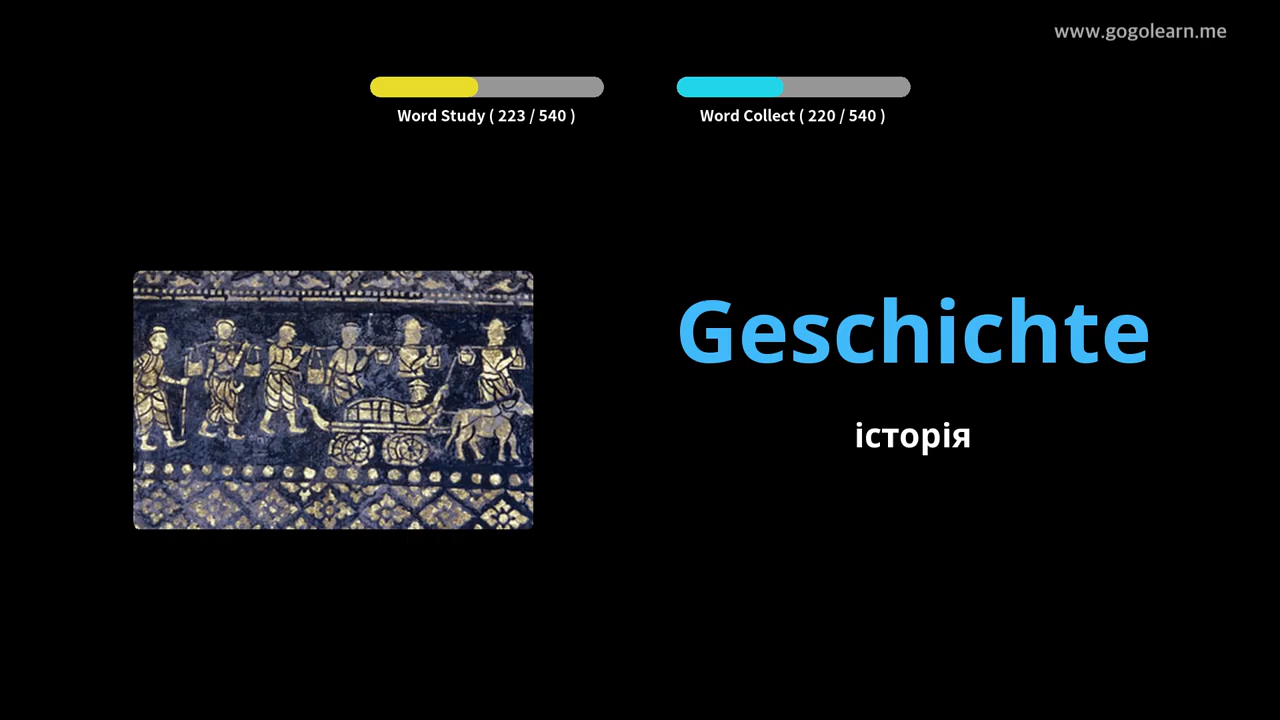 www.gogolearn.me
Word Study ( 223 / 540 )
Word Collect ( 220 / 540 )
Geschichte
історія